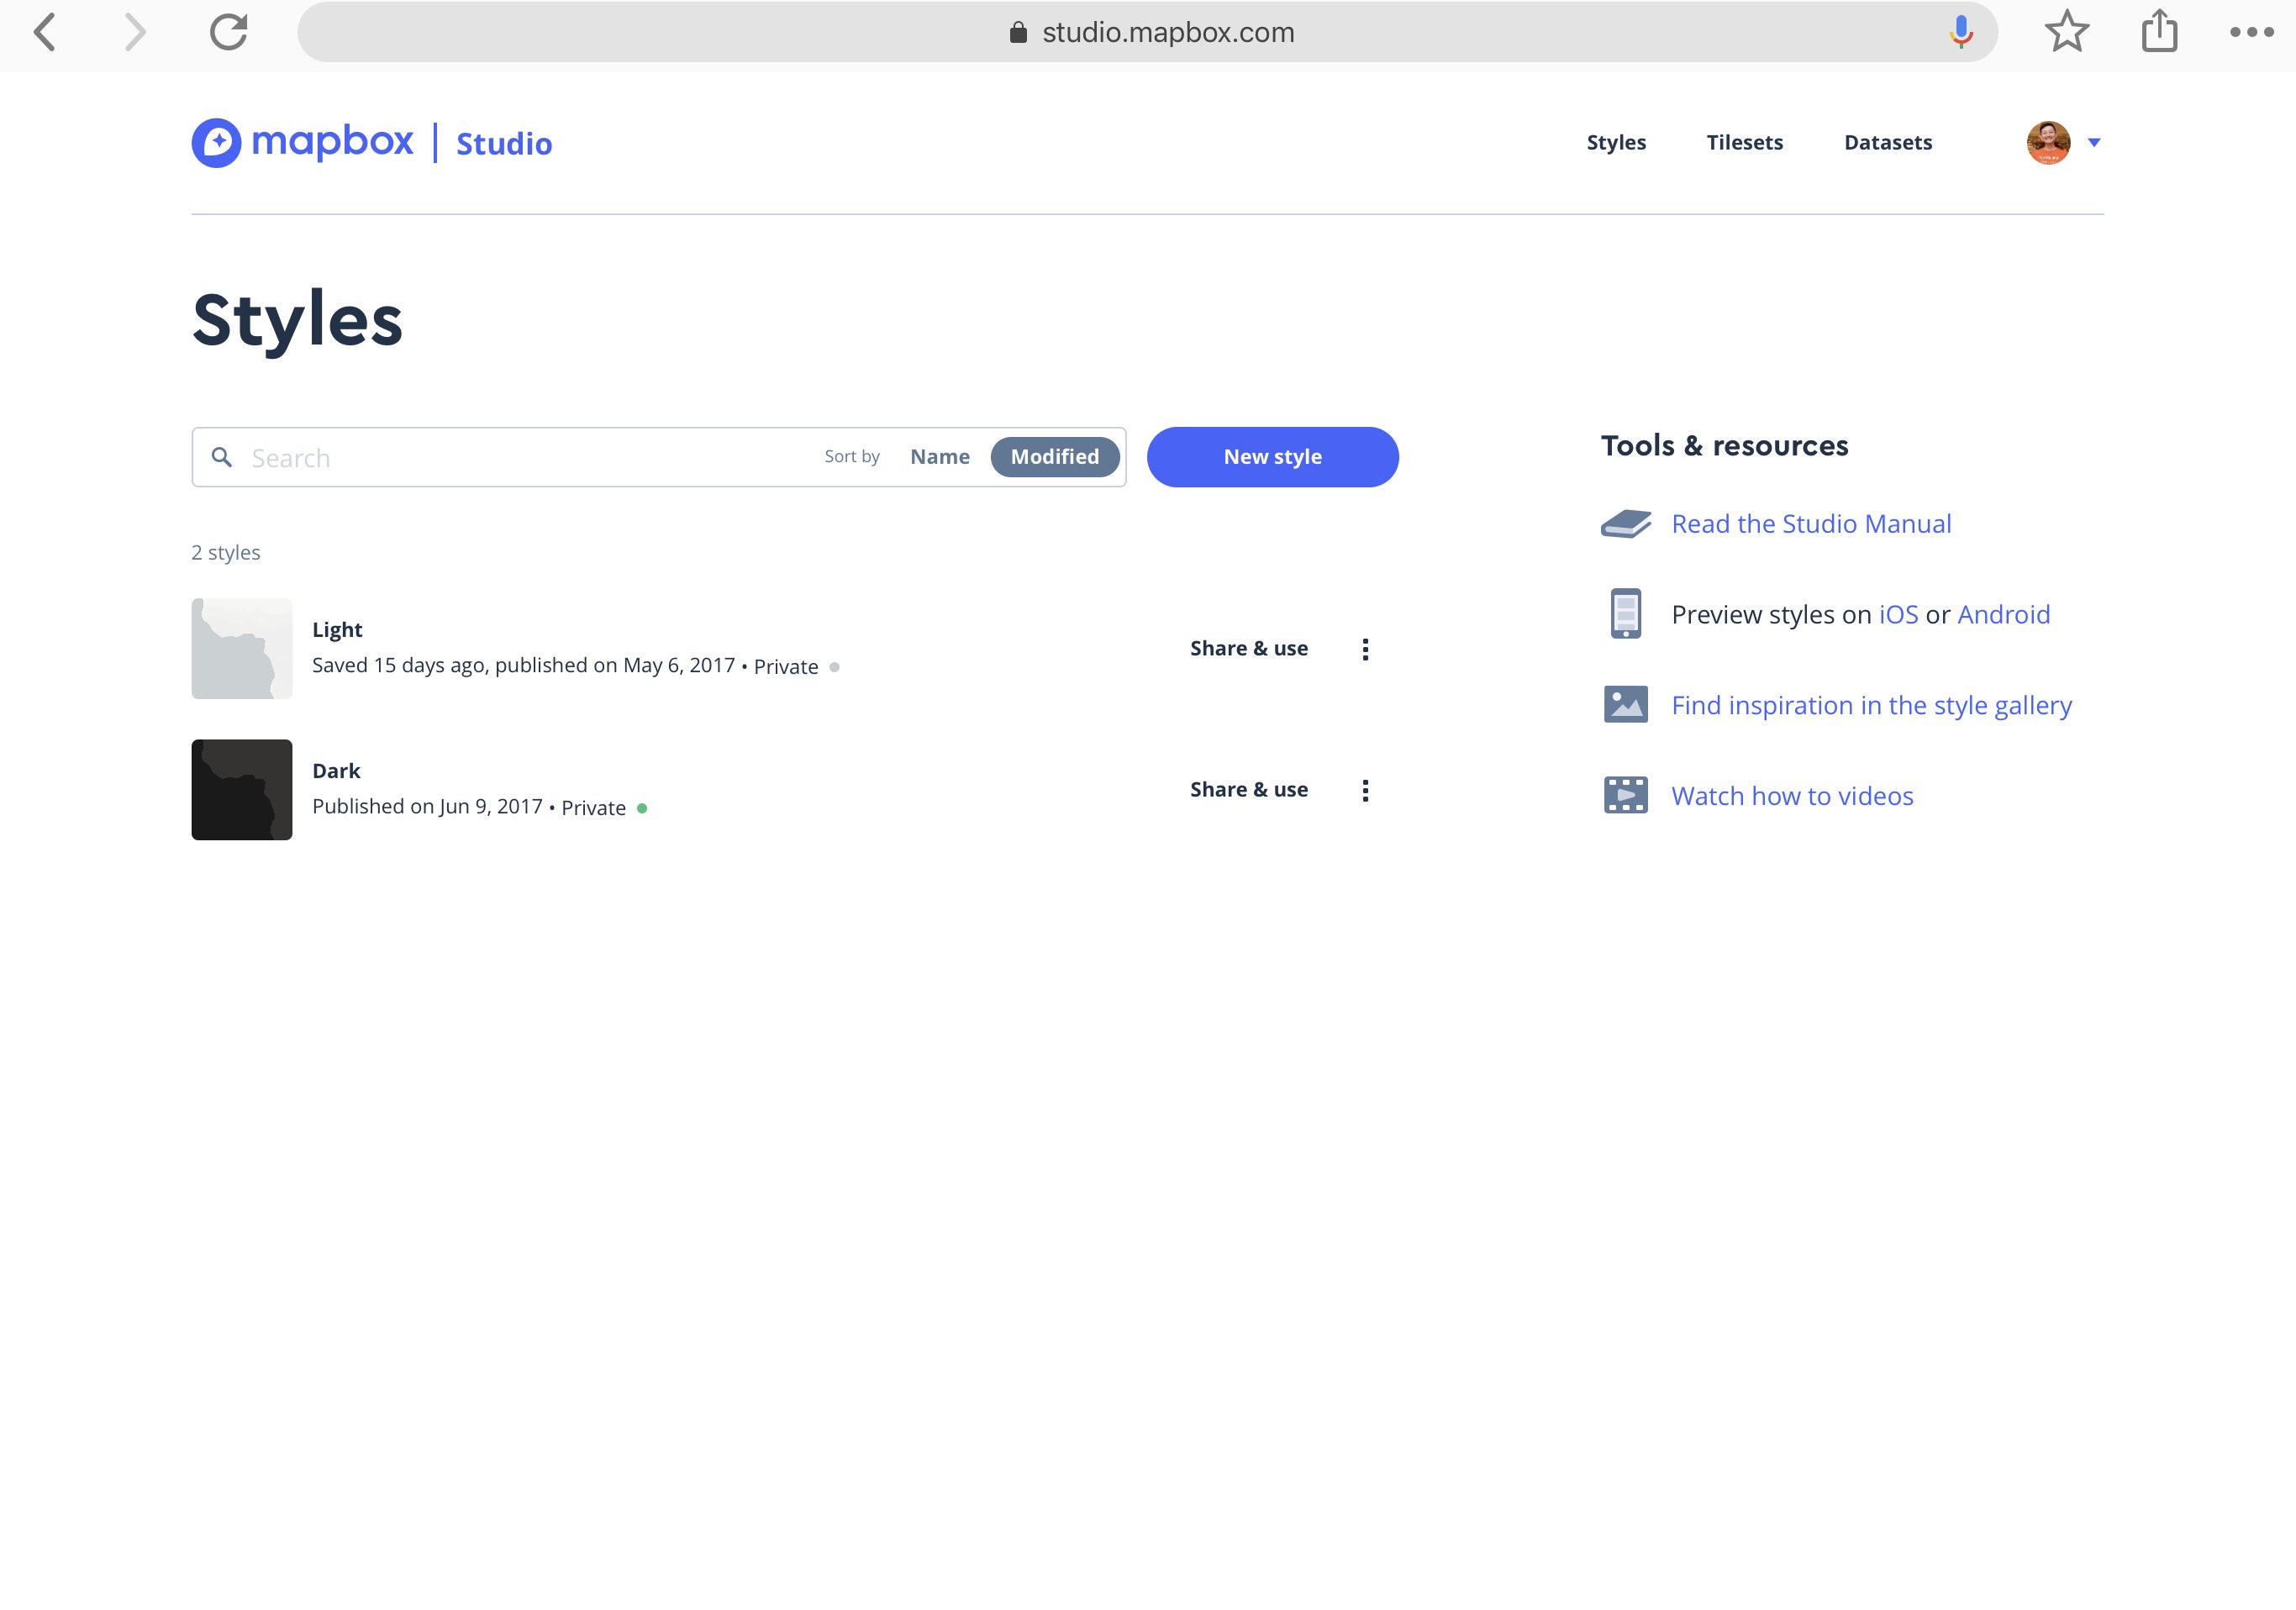 studio.mapbox.com
mapbox | Studio
Styles Tilesets Datasets
Styles
Search Sort by Name Modified New style
2 styles
Light
Saved 15 days ago, published on May 6, 2017 • Private
Share & use
Dark
Published on Jun 9, 2017 • Private
Share & use
Tools & resources
Read the Studio Manual
Preview styles on iOS or Android
Find inspiration in the style gallery
Watch how to videos